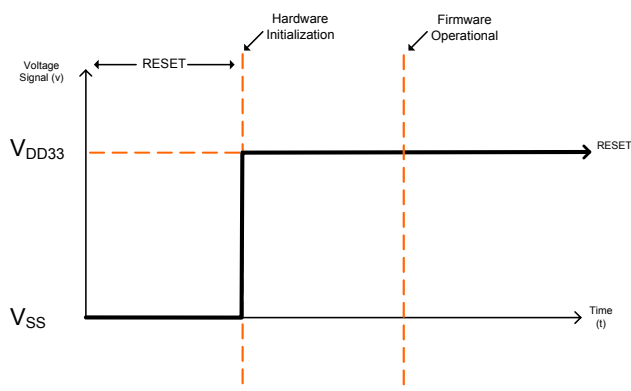 Hardware
Initialization
Firmware
Operational
Voltage
Signal (v)
RESET
VDD33
RESET
VSS
Time
(t)